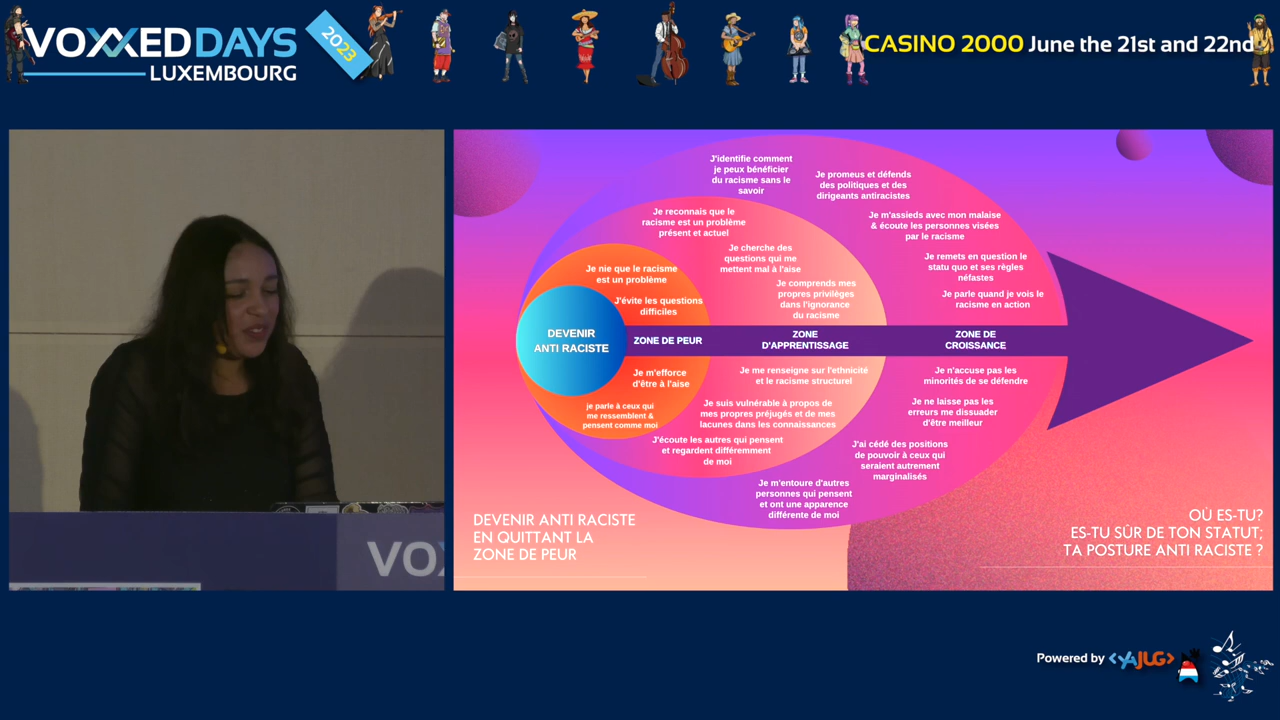 VOXXEDDAYS
LUXEMBOURG
2023
CASINO 2000 June the 21st and 22nd
J'identifie comment
je peux bénéficier
du racisme sans le
savoir
Je promeus et défends
des politiques et des
dirigeants antiracistes
Je reconnais que le
racisme est un problème
présent et actuel
Je m'assieds avec mon malaise
& écoute les personnes visées
par le racisme
Je cherche des
questions qui me
mettent mal à l'aise
Je remets en question le
statu quo et ses règles
néfastes
Je nie que le racisme
est un problème
Je comprends mes
propres privilèges
dans l'ignorance
du racisme
J'évite les questions
difficiles
Je parle quand je vois le
racisme en action
DEVENIR
ANTI RACISTE
ZONE DE PEUR
ZONE
D'APPRENTISSAGE
ZONE DE
CROISSANCE
Je m'efforce
d'être à l'aise
Je me renseigne sur l'ethnicité
et le racisme structurel
Je n'accuse pas les
minorités de se défendre
je parle à ceux qui
me ressemblent &
pensent comme moi
Je suis vulnérable à propos de
mes propres préjugés et de mes
lacunes dans les connaissances
Je ne laisse pas les
erreurs me dissuader
d'être meilleur
J'écoute les autres qui pensent
et regardent différemment
de moi
J'ai cédé des positions
de pouvoir à ceux qui
seraient autrement
marginalisés
Je m'entoure d'autres
personnes qui pensent
et ont une apparence
différente de moi
DEVENIR ANTI RACISTE
EN QUITTANT LA
ZONE DE PEUR
OÙ ES-TU?
ES-TU SÛR DE TON STATUT;
TA POSTURE ANTI RACISTE ?
VOX
Powered by <YAJUG>